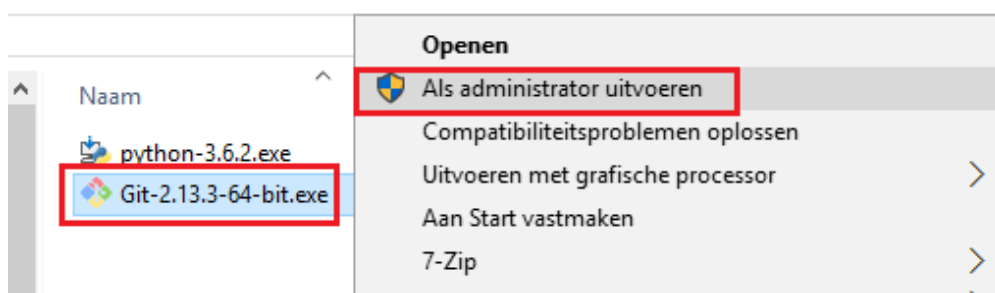 Naam
python-3.6.2.exe
Git-2.13.3-64-bit.exe
Openen
Als administrator uitvoeren
Compatibiliteitsproblemen oplossen
Uitvoeren met grafische processor
Aan Start vastmaken
7-Zip